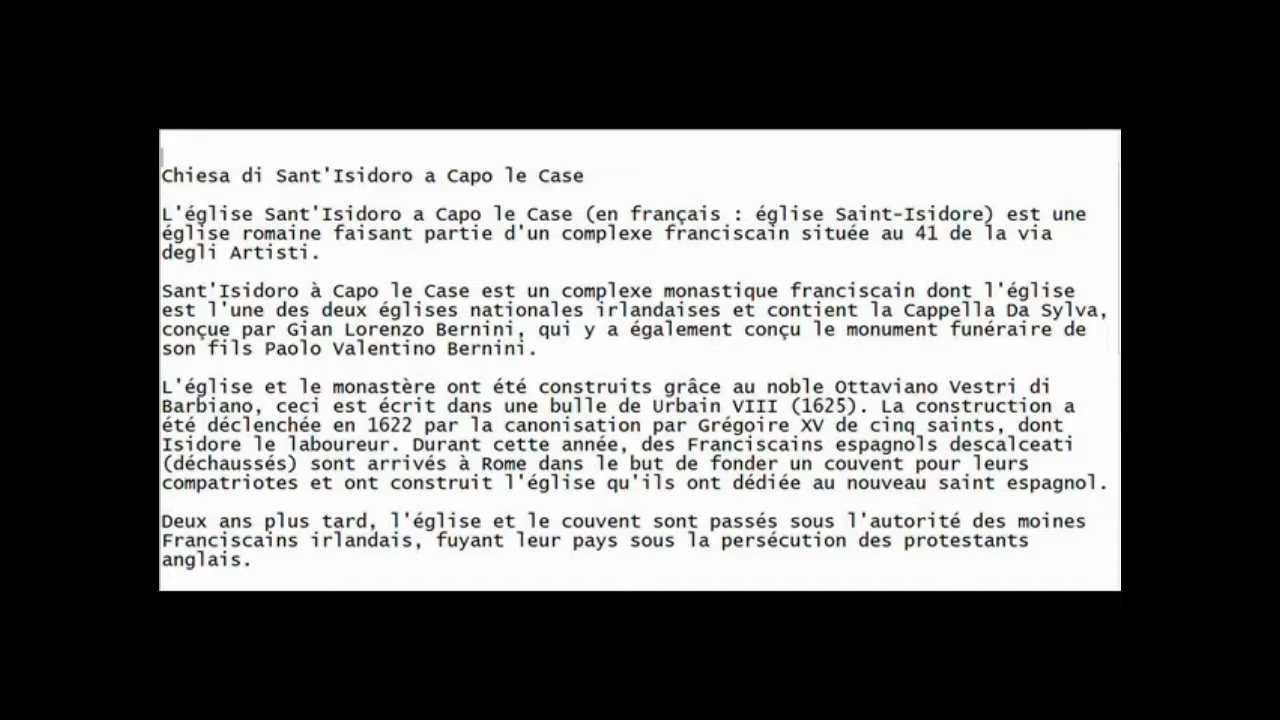 Chiesa di Sant'Isidoro a Capo le Case
L'église Sant'Isidoro a Capo le Case (en français : église Saint-Isidore) est une
église romaine faisant partie d'un complexe franciscain située au 41 de la via
degli Artisti.
Sant'Isidoro à Capo le Case est un complexe monastique franciscain dont l'église
est l'une des deux églises nationales irlandaises et contient la Cappella Da Sylva,
conçue par Gian Lorenzo Bernini, qui y a également conçu le monument funéraire de
son fils Paolo Valentino Bernini.
L'église et le monastère ont été construits grâce au noble Ottaviano Vestri di
Barbiano, ceci est écrit dans une bulle de Urbain VIII (1625). La construction a
été déclenchée en 1622 par la canonisation par Grégoire XV de cinq saints, dont
Isidore le laboureur. Durant cette année, des Franciscains espagnols descalceati
(déchaussés) sont arrivés à Rome dans le but de fonder un couvent pour leurs
compatriotes et ont construit l'église qu'ils ont dédiée au nouveau saint espagnol.
Deux ans plus tard, l'église et le couvent sont passés sous l'autorité des moines
Franciscains irlandais, fuyant leur pays sous la persécution des protestants
anglais.